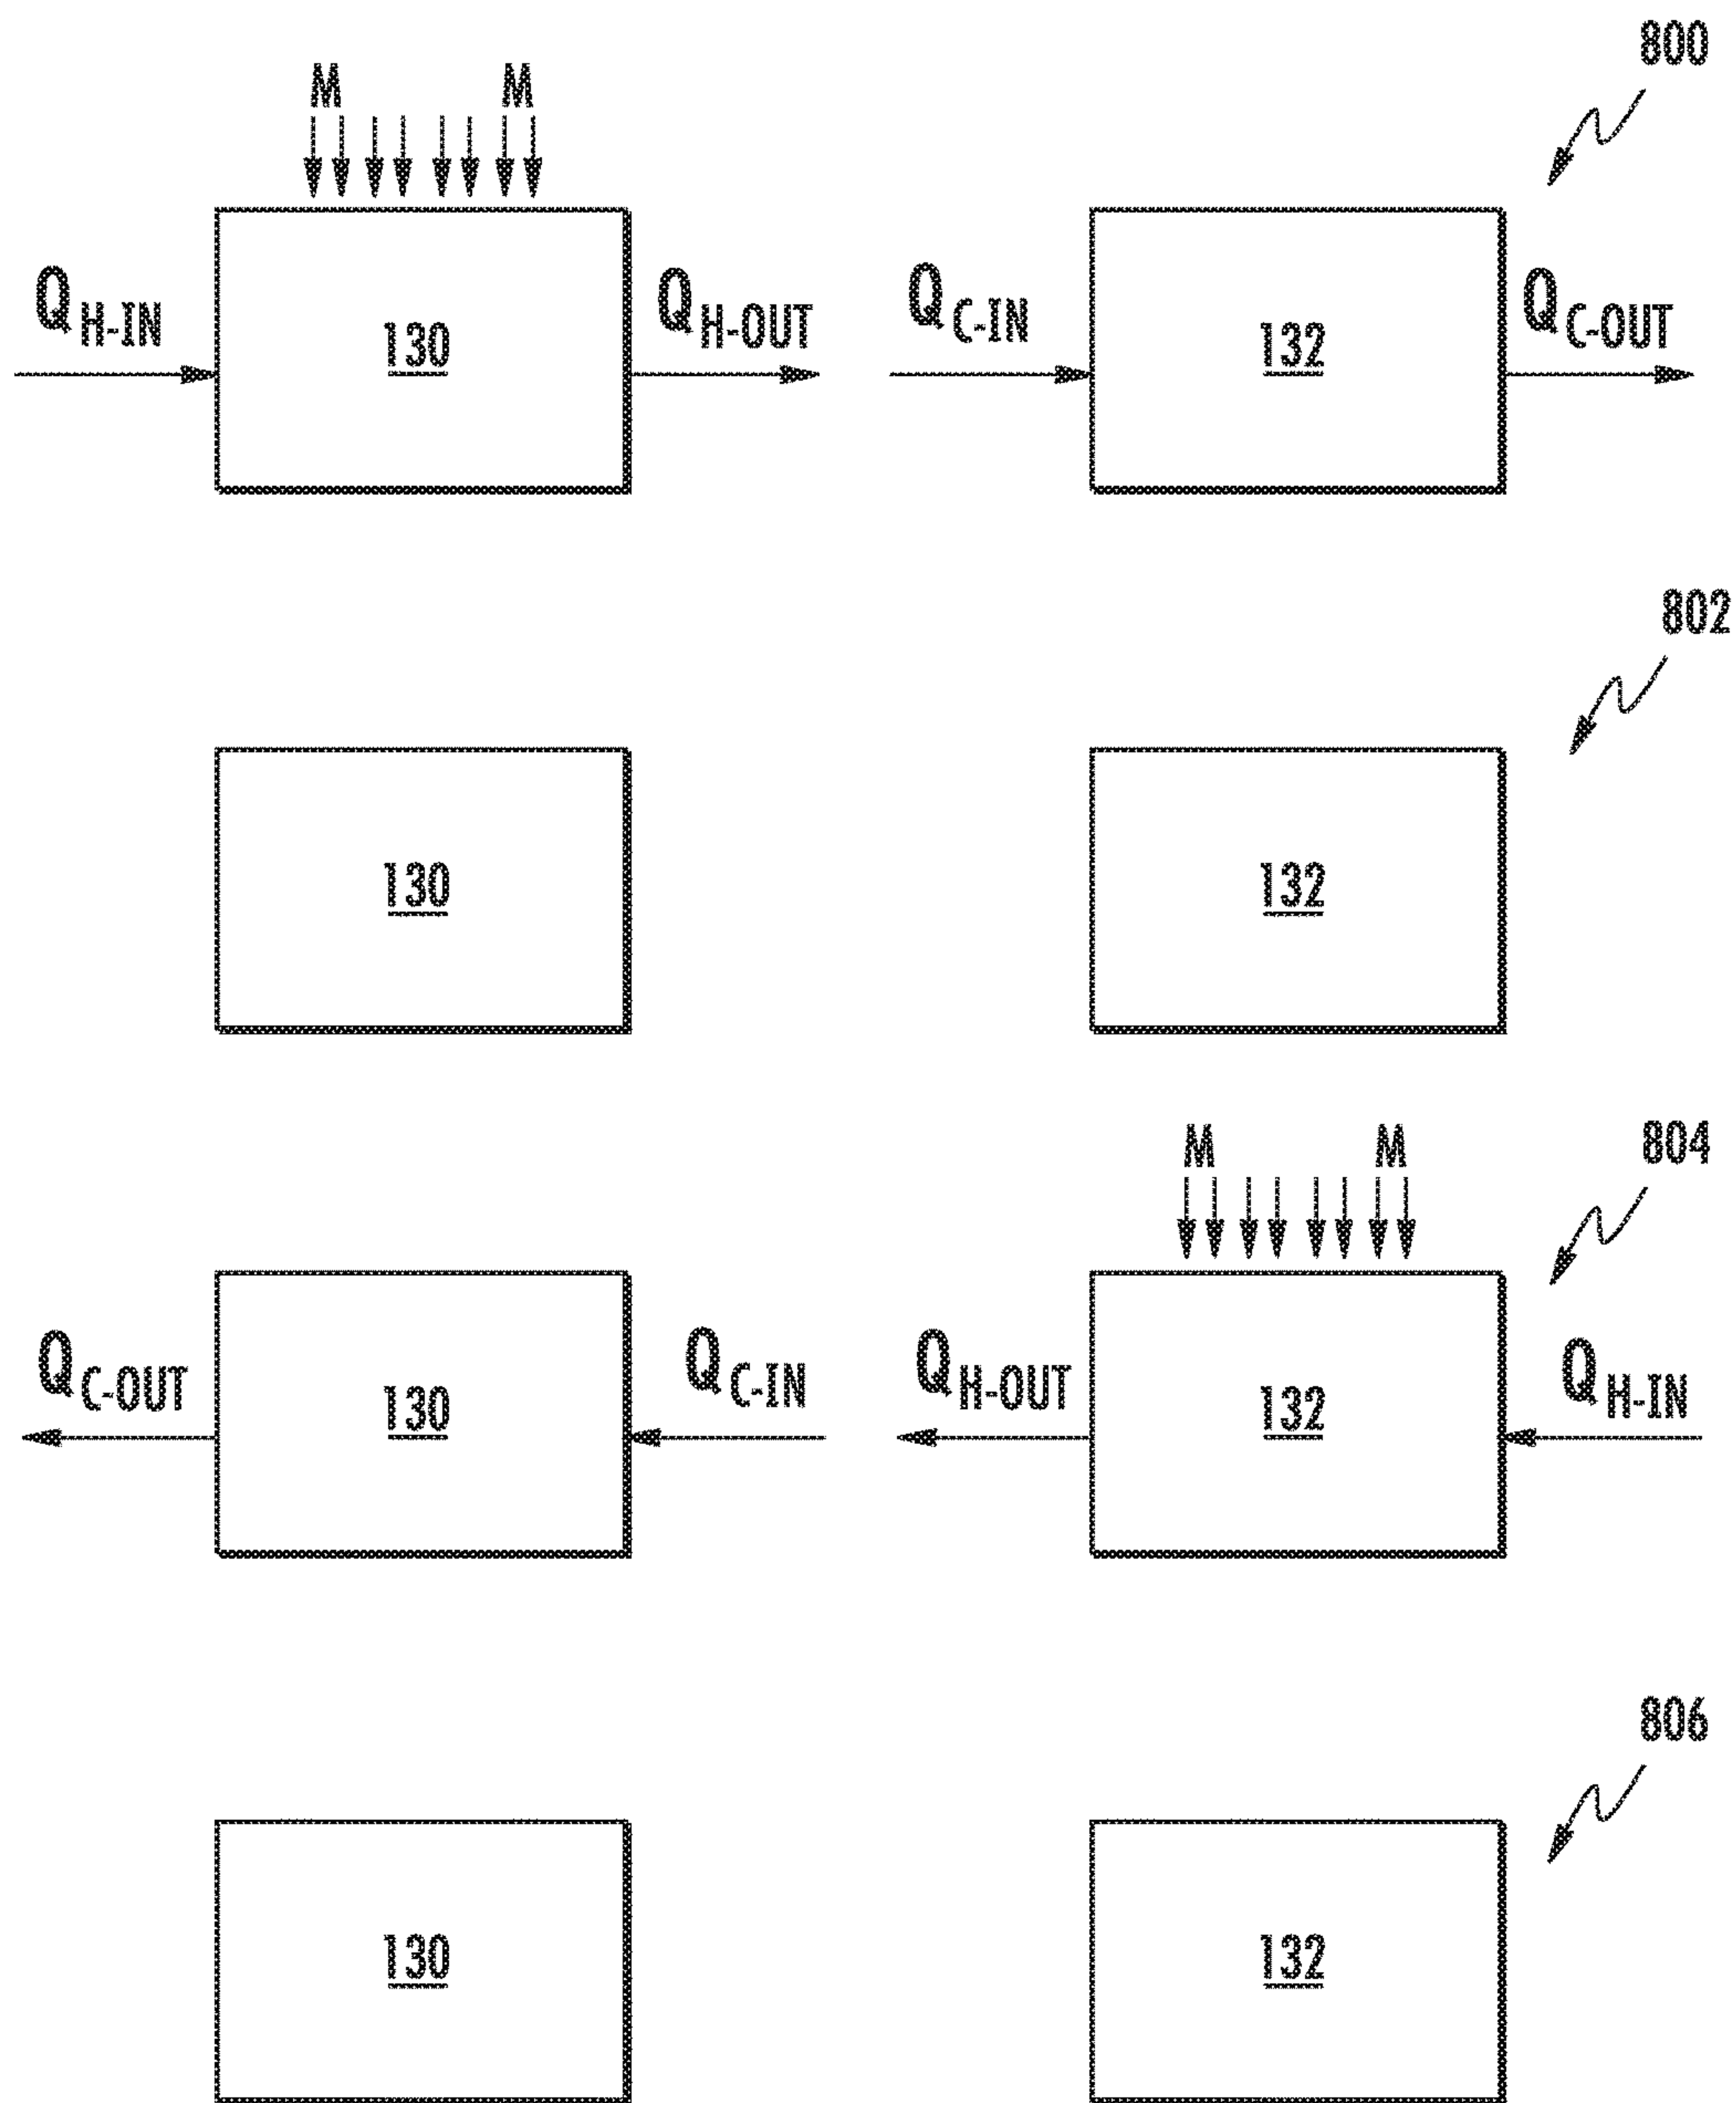 800
M M
Q H-IN 130 Q H-OUT Q C-IN 132 Q C-OUT
802
130 132
804
M M
Q C-OUT 130 Q C-IN Q H-OUT 132 Q H-IN
806
130 132